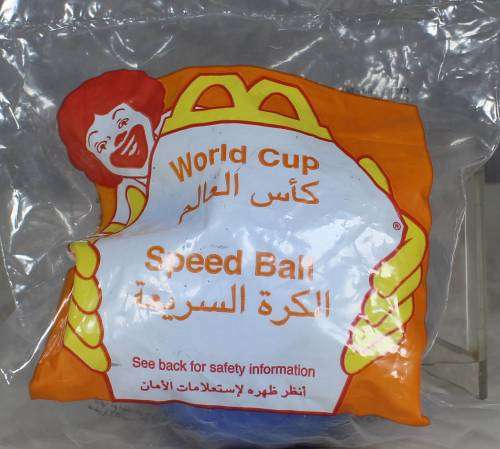 World Cup
كأس العالم
®
Speed Ball
الكرة السريعة
See back for safety information
أنظر ظهره لإستعلامات الأمان